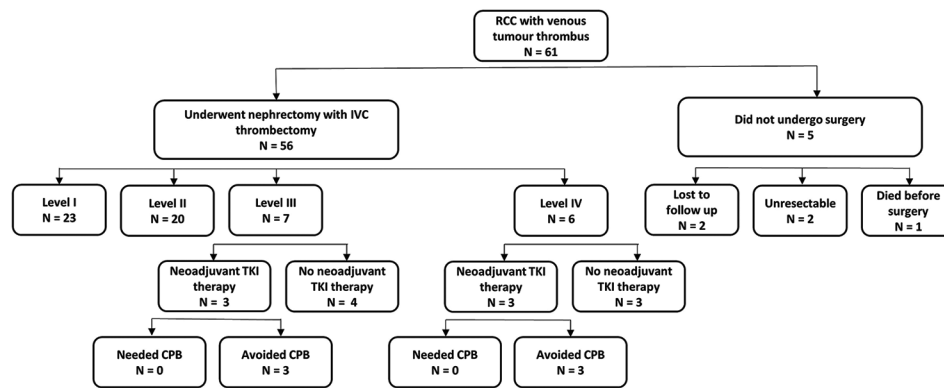 RCC with venous
tumour thrombus
N = 61
Underwent nephrectomy with IVC
thrombectomy
N = 56
Did not undergo surgery
N = 5
Level I
N = 23
Level II
N = 20
Level III
N = 7
Level IV
N = 6
Lost to
follow up
N = 2
Unresectable
N = 2
Died before
surgery
N = 1
Neoadjuvant TKI
therapy
N = 3
No neoadjuvant
TKI therapy
N = 4
Neoadjuvant TKI
therapy
N = 3
No neoadjuvant
TKI therapy
N = 3
Needed CPB
N = 0
Avoided CPB
N = 3
Needed CPB
N = 0
Avoided CPB
N = 3